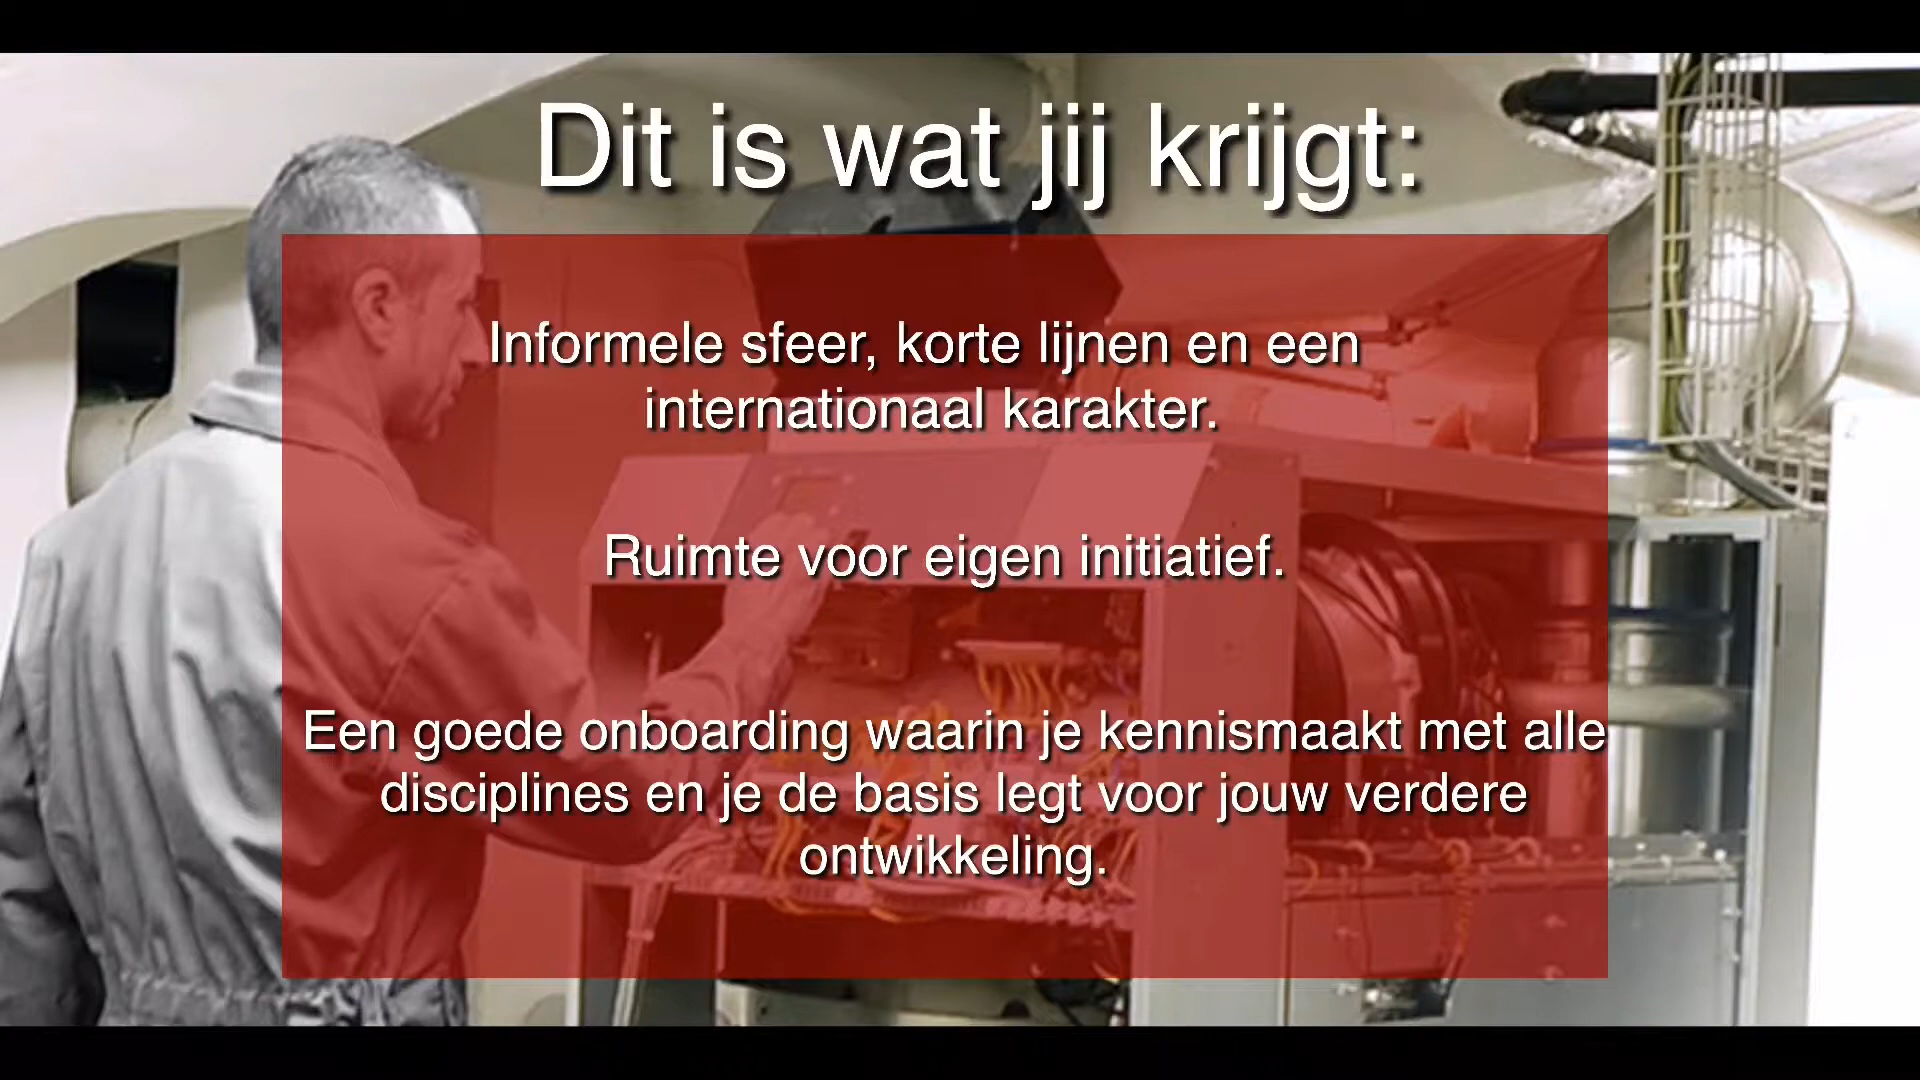 Dit is wat jij krijgt:
Informele sfeer, korte lijnen en een
internationaal karakter.
Ruimte voor eigen initiatief.
Een goede onboarding waarin je kennismaakt met alle
disciplines en je de basis legt voor jouw verdere
ontwikkeling.